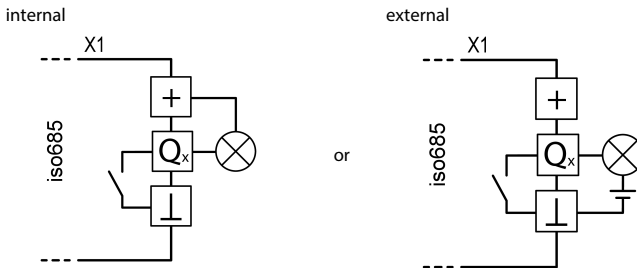 internal
X1
+
Qx
iso685
⊥
or
external
X1
+
Qx
iso685
⊥